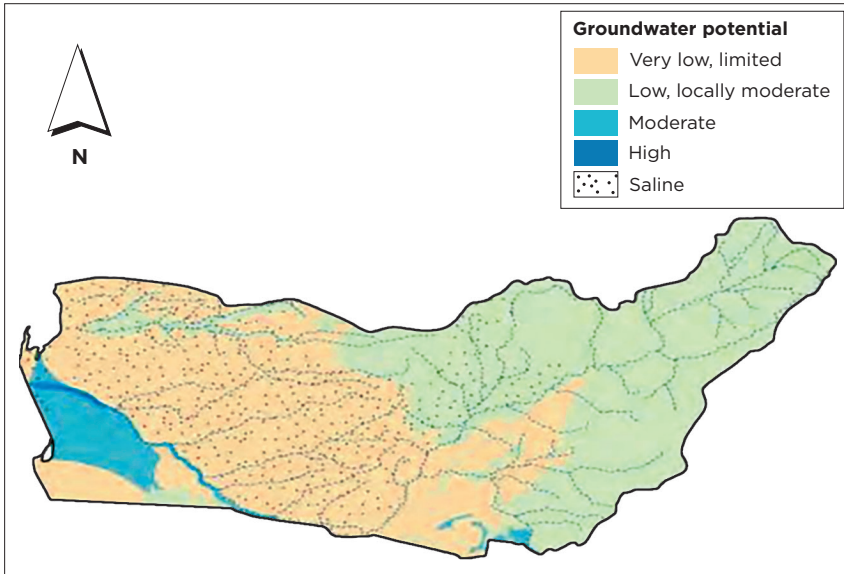 Groundwater potential
Very low, limited
Low, locally moderate
Moderate
High
Saline
N